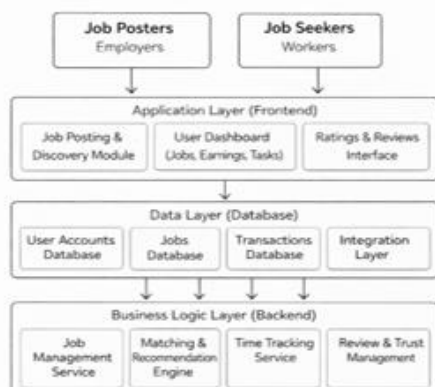 Job Posters
Employers
Job Seekers
Workers
Application Layer (Frontend)
Job Posting &
Discovery Module
User Dashboard
(Jobs, Earnings, Tasks)
Ratings & Reviews
Interface
Data Layer (Database)
User Accounts
Database
Jobs
Database
Transactions
Database
Integration
Layer
Business Logic Layer (Backend)
Job
Management
Service
Matching &
Recommendation
Engine
Time Tracking
Service
Review & Trust
Management